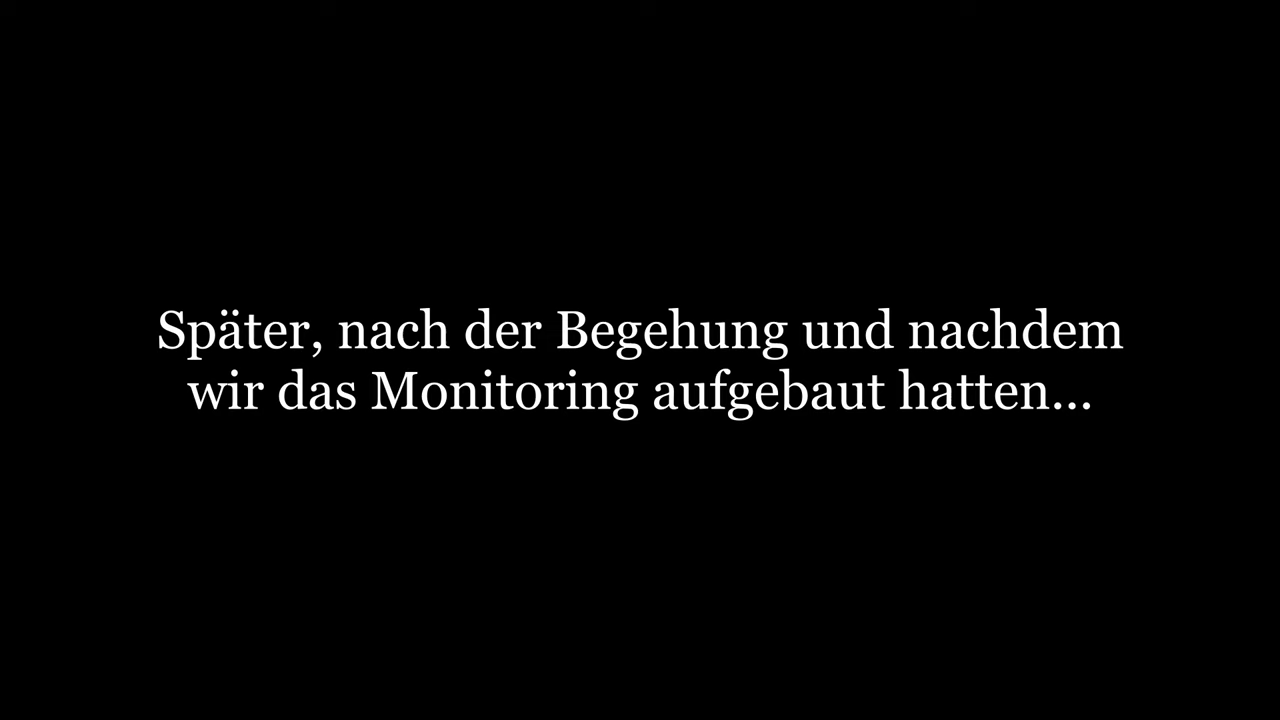 Später, nach der Begehung und nachdem
wir das Monitoring aufgebaut hatten...